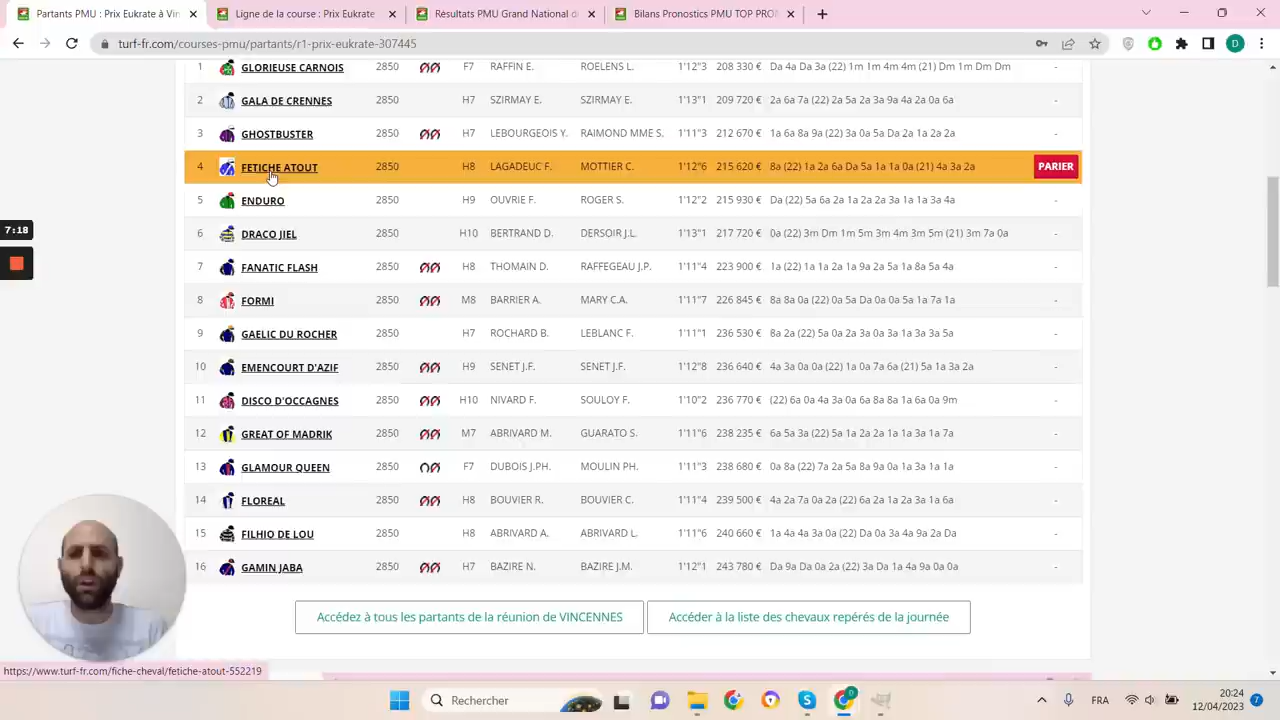 Partants PMU : Prix Eukrate à Vin
Ligne de course : Prix Eukrate
Résultats PMU Grand National d
Bilans Pronostics PMU TOP PRO
turf-fr.com/courses-pmu/partants/r1-prix-eukrate-307445
D
1 GLORIEUSE CARNOIS 2850 F7 RAFFIN E. ROELENS L. 1'12"3 208 330 € Da 4a Da 3a (22) 1m 1m 4m 4m (21) Dm 1m Dm Dm
2 GALA DE CRENNES 2850 H7 SZIRMAY E. SZIRMAY E. 1'13"1 209 720 € 2a 6a 7a (22) 2a 5a 2a 3a 9a 4a 2a 0a 6a -
3 GHOSTBUSTER 2850 H7 LEBOURGEOIS Y. RAIMOND MME S. 1'11"3 212 670 € 1a 6a 8a 9a (22) 3a 0a 5a Da 2a 1a 2a 2a -
4 FETICHE ATOUT 2850 H8 LAGADEUC F. MOTTIER C. 1'12"6 215 620 € 8a (22) 1a 2a 6a Da 5a 1a 1a 0a (21) 4a 3a 2a PARIER
5 ENDURO 2850 H9 OUVRIE F. ROGER S. 1'12"2 215 930 € Da (22) 5a 6a 2a 1a 2a 2a 3a 1a 1a 3a 4a -
6 DRACO JIEL 2850 H10 BERTRAND D. DERSOIR J.L. 1'13"1 217 720 € 0a (22) 3m Dm 1m 5m 3m 4m 3m 5m (21) 3m 7a 0a -
7 FANATIC FLASH 2850 H8 THOMAIN D. RAFFEGEAU J.P. 1'11"4 223 900 € 1a (22) 1a 1a 2a 1a 9a 2a 5a 1a 8a 5a 4a -
8 FORMI 2850 M8 BARRIER A. MARY C.A. 1'11"7 226 845 € 8a 8a 0a (22) 0a 5a Da 0a 0a 5a 1a 7a 1a -
9 GAELIC DU ROCHER 2850 H7 ROCHARD B. LEBLANC F. 1'11"1 236 530 € 8a 2a (22) 5a 0a 2a 3a 0a 3a 1a 3a 3a 5a -
10 EMENCOURT D'AZIF 2850 H9 SENET J.F. SENET J.F. 1'12"8 236 640 € 4a 3a 0a 0a (22) 1a 0a 7a 6a (21) 5a 1a 3a 2a -
11 DISCO D'OCCAGNES 2850 H10 NIVARD F. SOULOY F. 1'10"2 236 770 € (22) 6a 0a 4a 3a 0a 6a 8a 8a 1a 6a 0a 9m -
12 GREAT OF MADRIK 2850 M7 ABRIVARD M. GUARATO S. 1'11"6 238 235 € 6a 5a 3a (22) 5a 1a 2a 2a 1a 1a 3a 1a 7a -
13 GLAMOUR QUEEN 2850 F7 DUBOIS J.PH. MOULIN PH. 1'11"3 238 680 € 0a 8a (22) 7a 2a 5a 8a 9a 0a 1a 3a 1a 1a -
14 FLOREAL 2850 H8 BOUVIER R. BOUVIER C. 1'11"4 239 500 € 4a 2a 7a 0a 2a (22) 6a 2a 1a 2a 3a 1a 6a -
15 FILHIO DE LOU 2850 H8 ABRIVARD A. ABRIVARD L. 1'11"6 240 660 € 1a 4a 4a 3a 0a (22) Da 0a 3a 4a 9a 2a Da -
16 GAMIN JABA 2850 H7 BAZIRE N. BAZIRE J.M. 1'12"1 243 780 € Da 9a Da 0a 2a (22) 3a Da 1a 4a 9a 0a 0a -
7:18
Accédez à tous les partants de la réunion de VINCENNES
Accéder à la liste des chevaux repérés de la journée
https://www.turf-fr.com/fiche-cheval/fetiche-atout-552219
Rechercher
FRA
20:24
12/04/2023
7